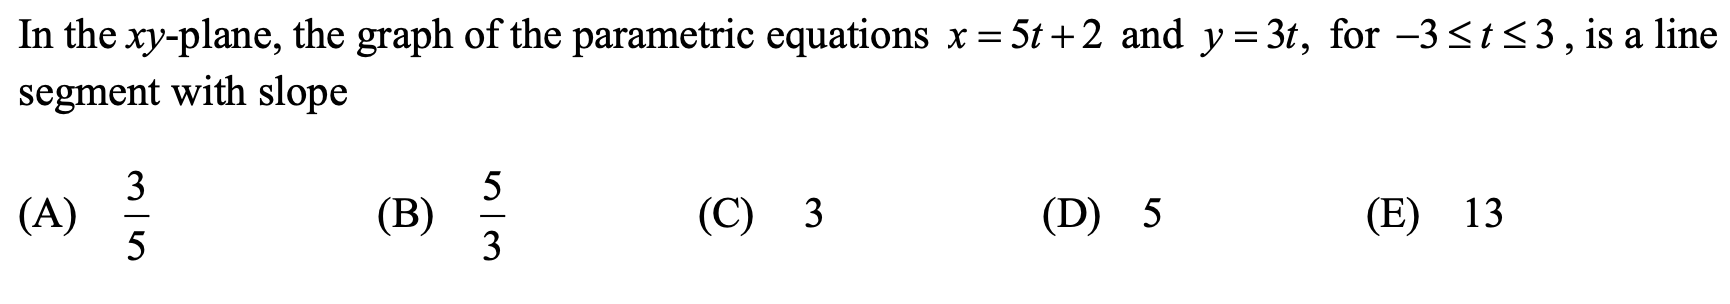 In the xy-plane, the graph of the parametric equations x = 5t + 2 and y = 3t, for −3 ≤ t ≤ 3, is a line
segment with slope
(A) 3/5 (B) 5/3 (C) 3 (D) 5 (E) 13